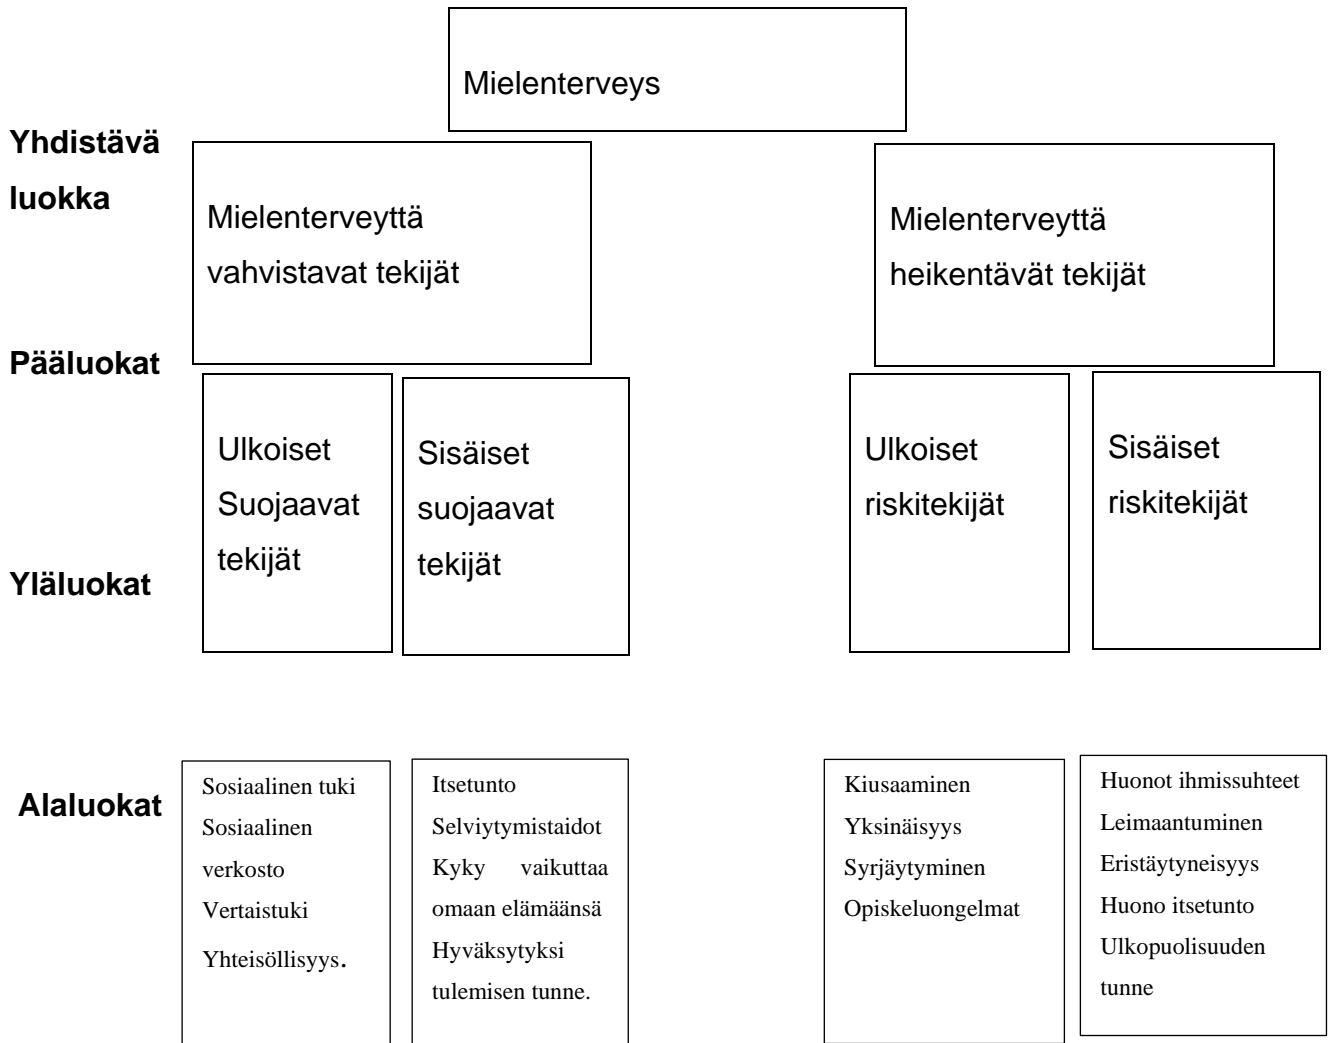 Mielenterveys
Yhdistävä
luokka
Mielenterveyttä
vahvistavat tekijät
Mielenterveyttä
heikentävät tekijät
Pääluokat
Ulkoiset
Suojaavat
tekijät
Sisäiset
suojaavat
tekijät
Ulkoiset
riskitekijät
Sisäiset
riskitekijät
Yläluokat
Alaluokat
Sosiaalinen tuki
Sosiaalinen
verkosto
Vertaistuki
Yhteisöllisyys.
Itsetunto
Selviytymistaidot
Kyky vaikuttaa
omaan elämäänsä
Hyväksytyksi
tulemisen tunne.
Kiusaaminen
Yksinäisyys
Syrjäytyminen
Opiskeluongelmat
Huonot ihmissuhteet
Leimaantuminen
Eristäytyneisyys
Huono itsetunto
Ulkopuolisuuden
tunne